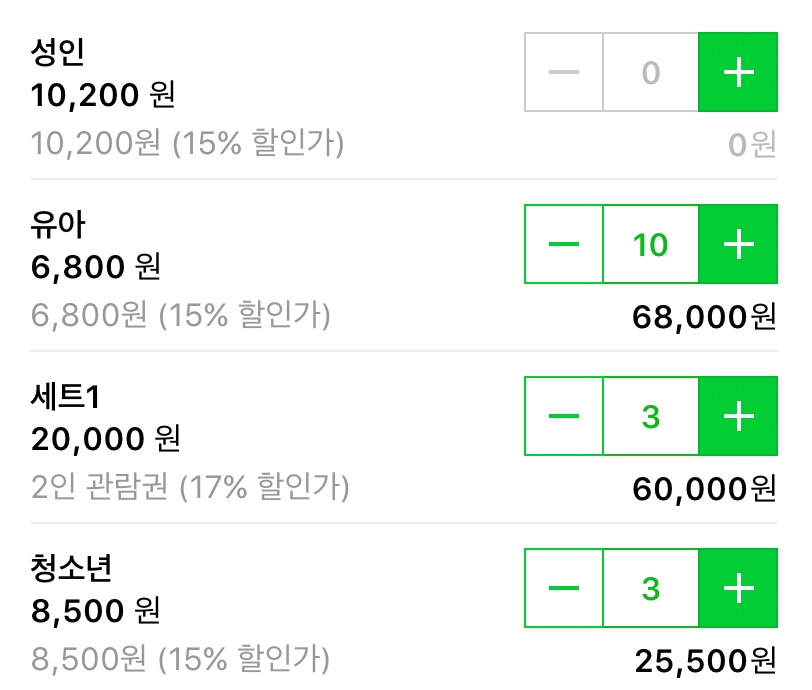 성인
10,200 원
0
10,200원 (15% 할인가)
0원
유아
6,800 원
10
6,800원 (15% 할인가)
68,000원
세트1
20,000 원
3
2인 관람권 (17% 할인가)
60,000원
청소년
8,500 원
3
8,500원 (15% 할인가)
25,500원